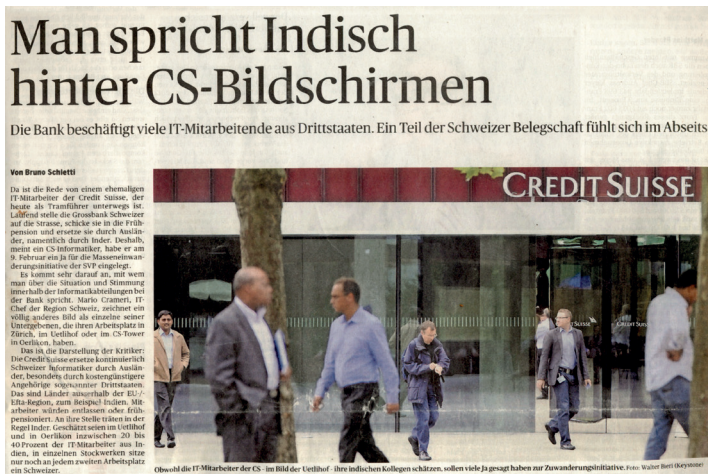 Man spricht Indisch
hinter CS-Bildschirmen
Die Bank beschäftigt viele IT-Mitarbeitende aus Drittstaaten. Ein Teil der Schweizer Belegschaft fühlt sich im Abseits
Von Bruno Schletti
Da ist die Rede von einem ehemaligen
IT-Mitarbeiter der Credit Suisse, der
heute als Tramführer unterwegs ist.
Laufend stelle die Grossbank Schweizer
auf die Strasse, schicke sie in die Früh-
pension und ersetze sie durch Auslän-
der, namentlich durch Inder. Deshalb,
meint ein CS-Informatiker, habe er am
9. Februar ein Ja für die Masseneinwan-
derungsinitiative der SVP eingelegt.
Es kommt sehr darauf an, mit wem
man über die Situation und Stimmung
innerhalb der Informatikabteilungen bei
der Bank spricht. Mario Crameri, IT-
Chef der Region Schweiz, zeichnet ein
völlig anderes Bild als einzelne seiner
Untergebenen, die ihren Arbeitsplatz in
Zürich, im Uetlihof oder im CS-Tower
in Oerlikon, haben.
Das ist die Darstellung der Kritiker:
Die Credit Suisse ersetze kontinuierlich
Schweizer Informatiker durch Auslän-
der, besonders durch kostengünstigere
Angehörige sogenannter Drittstaaten.
Das sind Länder ausserhalb der EU-/
Efta-Region, zum Beispiel Indien. Mit-
arbeiter würden entlassen oder früh-
pensioniert. An ihre Stelle träten in der
Regel Inder. Geschätzt seien im Uetlihof
und in Oerlikon inzwischen 20 bis
40 Prozent der IT-Mitarbeiter aus In-
dien, in einzelnen Stockwerken sitze
nur noch an jedem zweiten Arbeitsplatz
ein Schweizer.
CREDIT SUISSE
Obwohl die IT-Mitarbeiter der CS - im Bild der Uetlihof - ihre indischen Kollegen schätzen, sollen viele Ja gesagt haben zur Zuwanderungsinitiative. Foto: Walter Bieri (Keystone)